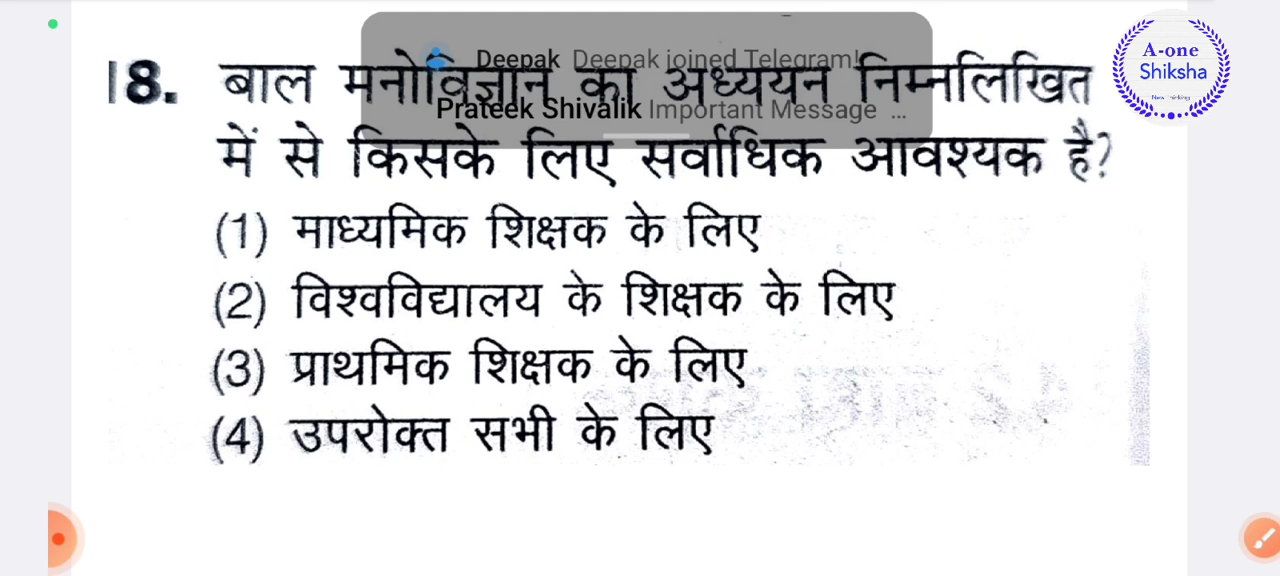 Deepak Deepak joined Telegram!
Prateek Shivalik Important Message ...
A-one
Shiksha
18. बाल मनोविज्ञान का अध्ययन निम्नलिखित
में से किसके लिए सर्वाधिक आवश्यक है?
(1) माध्यमिक शिक्षक के लिए
(2) विश्वविद्यालय के शिक्षक के लिए
(3) प्राथमिक शिक्षक के लिए
(4) उपरोक्त सभी के लिए